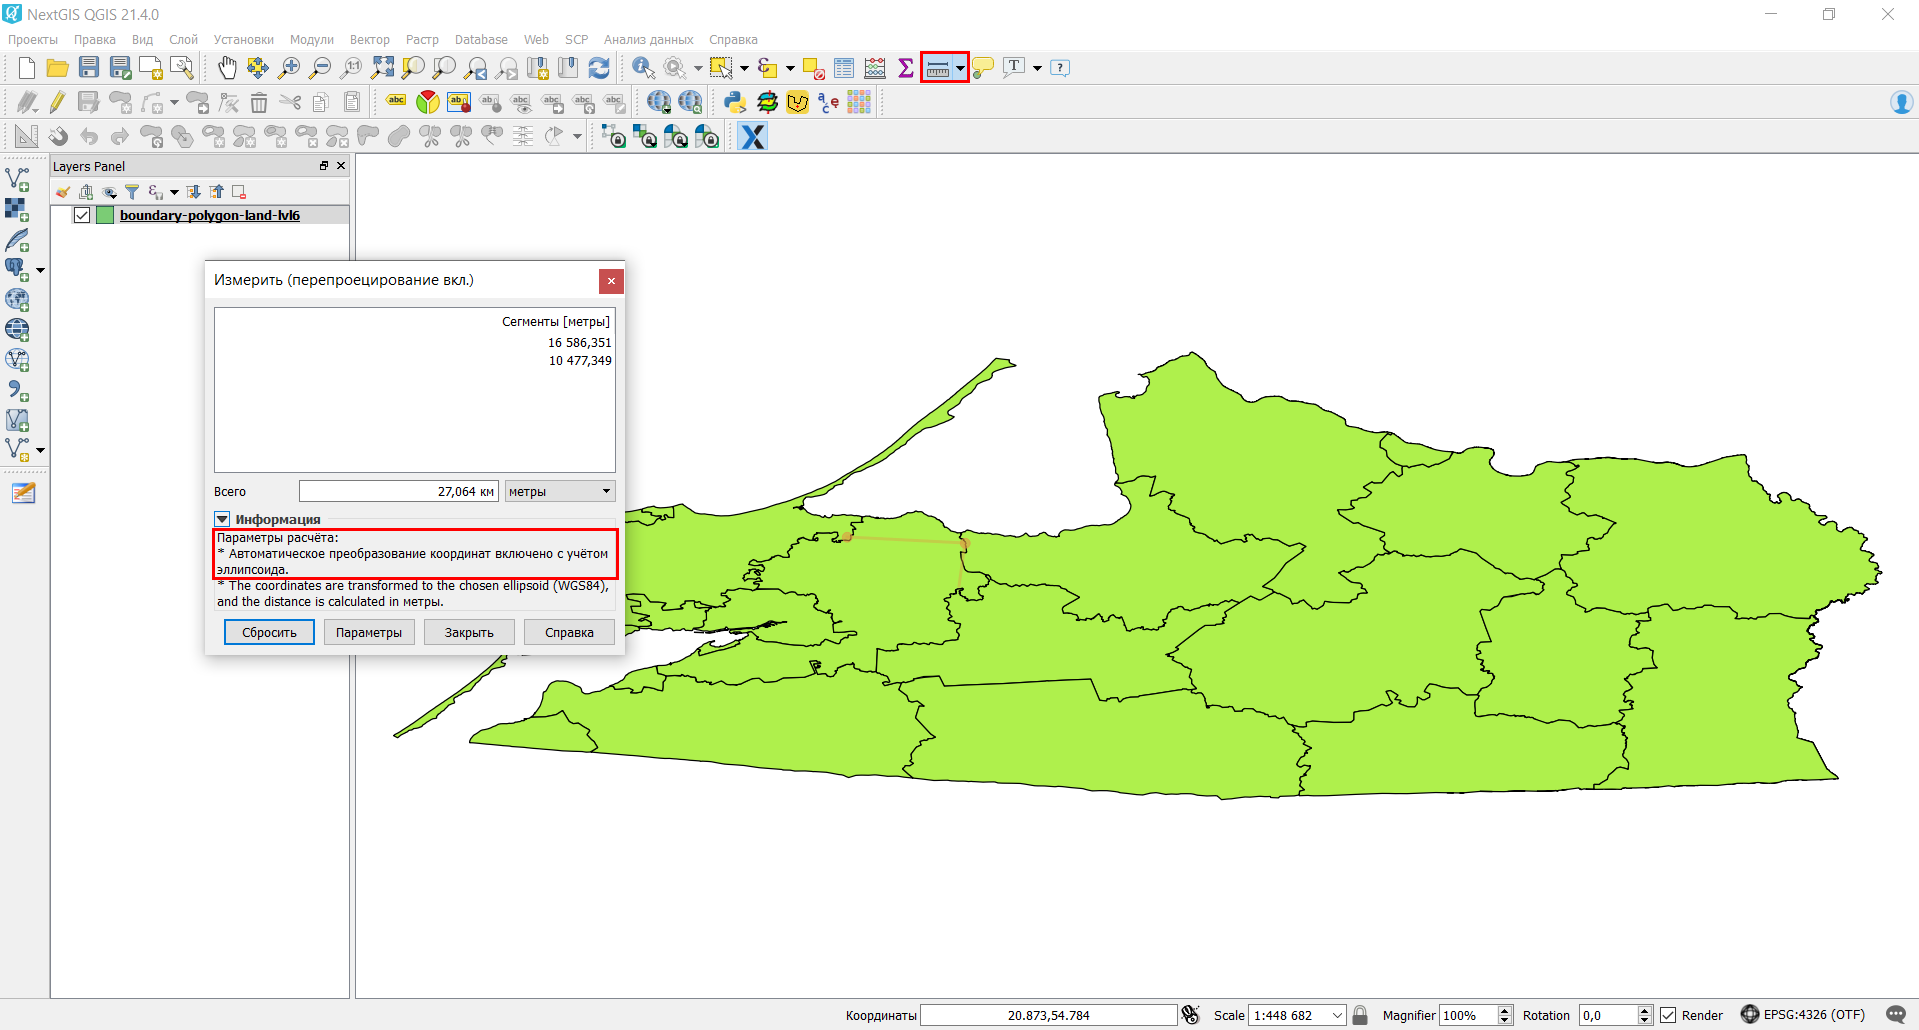 NextGIS QGIS 21.4.0
Проекты Правка Вид Слой Установки Модули Вектор Растр Database Web SCP Анализ данных Справка
Layers Panel
boundary-polygon-land-lvl6
Измерить (перепроецирование вкл.)
Сегменты [метры]
16 586,351
10 477,349
Всего 27,064 км метры
Информация
Параметры расчёта:
* Автоматическое преобразование координат включено с учётом
эллипсоида.
* The coordinates are transformed to the chosen ellipsoid (WGS84),
and the distance is calculated in метры.
Сбросить Параметры Закрыть Справка
Координаты 20.873,54.784 Scale 1:448 682 Magnifier 100% Rotation 0,0 Render EPSG:4326 (OTF)